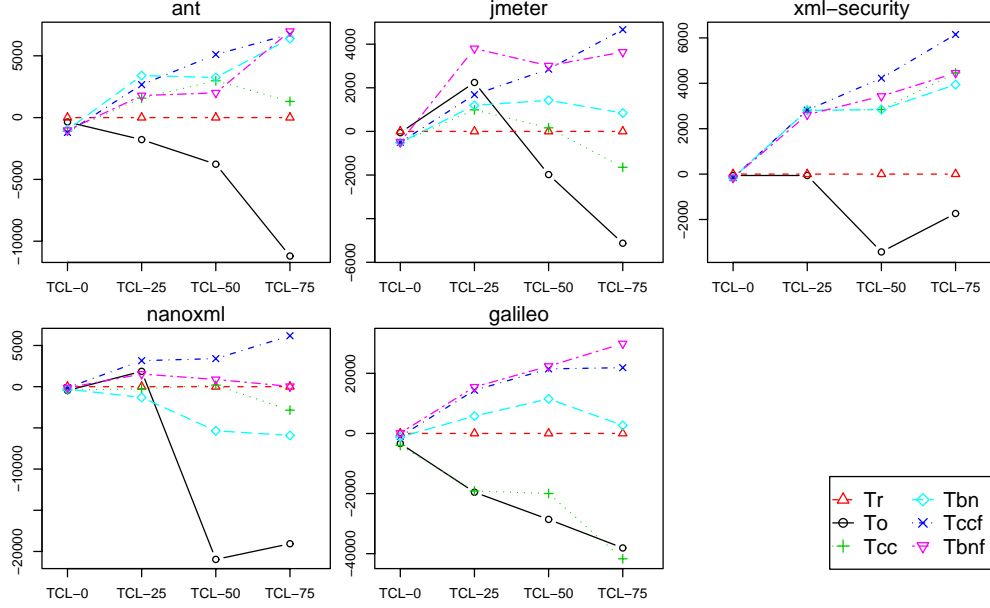 ant
5000
0
−5000
−10000
TCL−0 TCL−25 TCL−50 TCL−75
jmeter
4000
2000
0
−2000
−6000
TCL−0 TCL−25 TCL−50 TCL−75
xml−security
6000
4000
2000
0
−2000
TCL−0 TCL−25 TCL−50 TCL−75
nanoxml
5000
0
−10000
−20000
TCL−0 TCL−25 TCL−50 TCL−75
galileo
20000
0
−20000
−40000
TCL−0 TCL−25 TCL−50 TCL−75
Tr Tbn
To Tccf
Tcc Tbnf